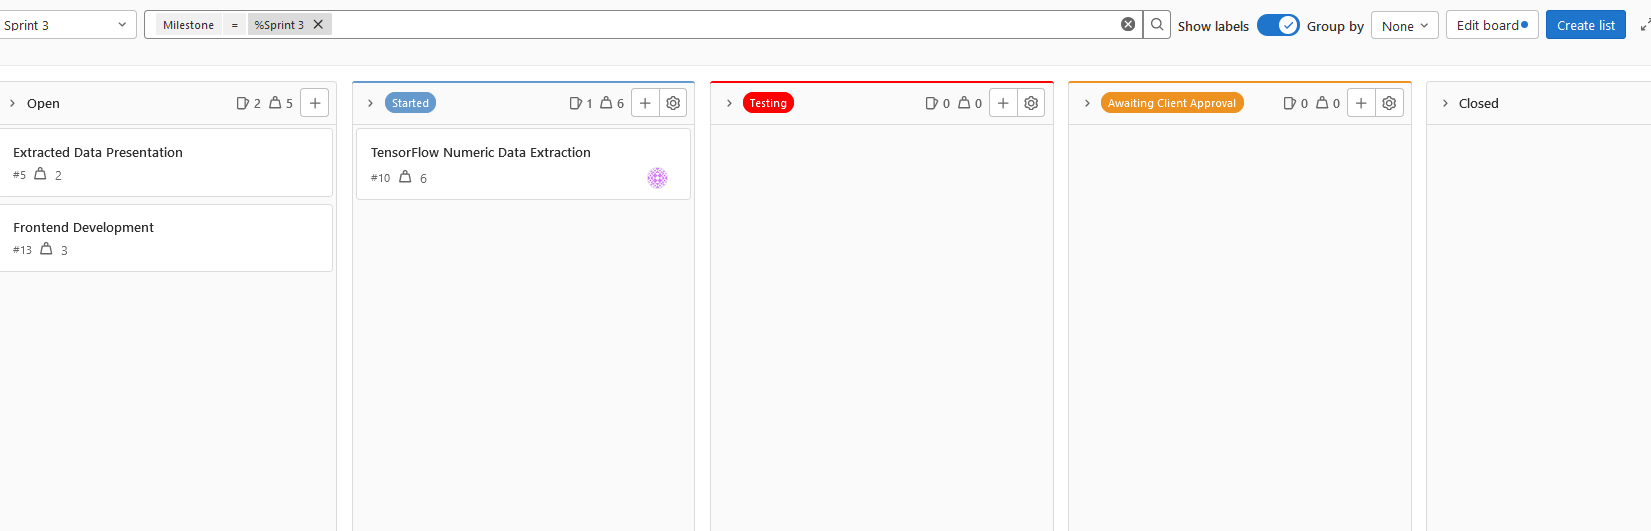 Sprint 3
Milestone = %Sprint 3
Show labels
Group by
None
Edit board
Create list
Open 2 5
Extracted Data Presentation
#5 2
Frontend Development
#13 3
Started 1 6
TensorFlow Numeric Data Extraction
#10 6
Testing 0 0
Awaiting Client Approval 0 0
Closed